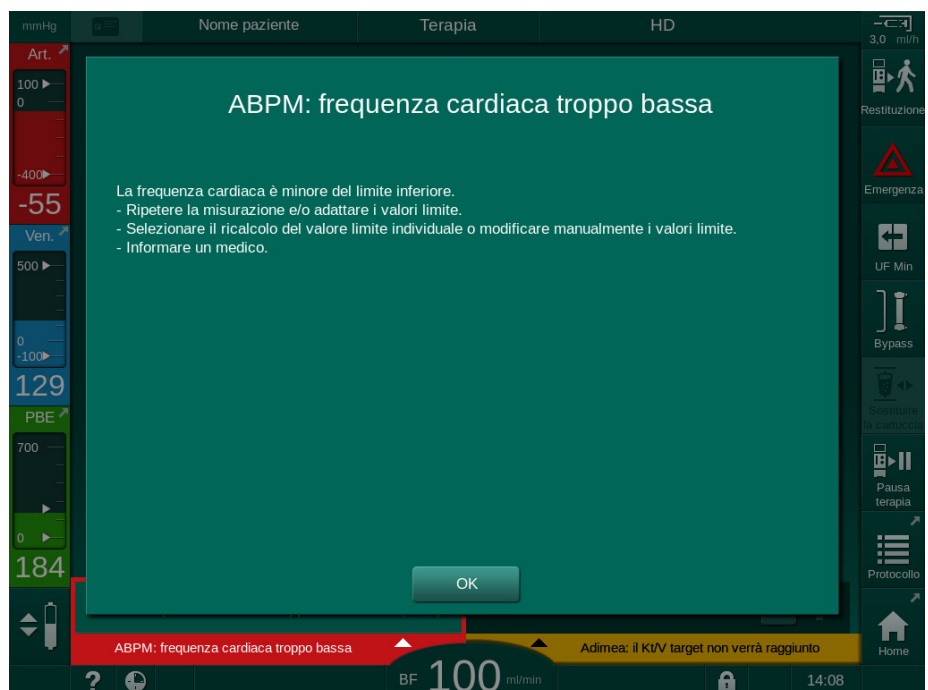 mmHg
Nome paziente
Terapia
HD
3,0 ml/h
Art.
100
0
-400
-55
Ven.
500
0
-100
129
PBE
700
0
184
ABPM: frequenza cardiaca troppo bassa
La frequenza cardiaca è minore del limite inferiore.
- Ripetere la misurazione e/o adattare i valori limite.
- Selezionare il ricalcolo del valore limite individuale o modificare manualmente i valori limite.
- Informare un medico.
OK
Restituzione
Emergenza
UF Min
Bypass
Sostituire
la cartuccia
Pausa
terapia
Protocollo
Home
ABPM: frequenza cardiaca troppo bassa
Adimea: il Kt/V target non verrà raggiunto
?
BF 100 ml/min
14:08